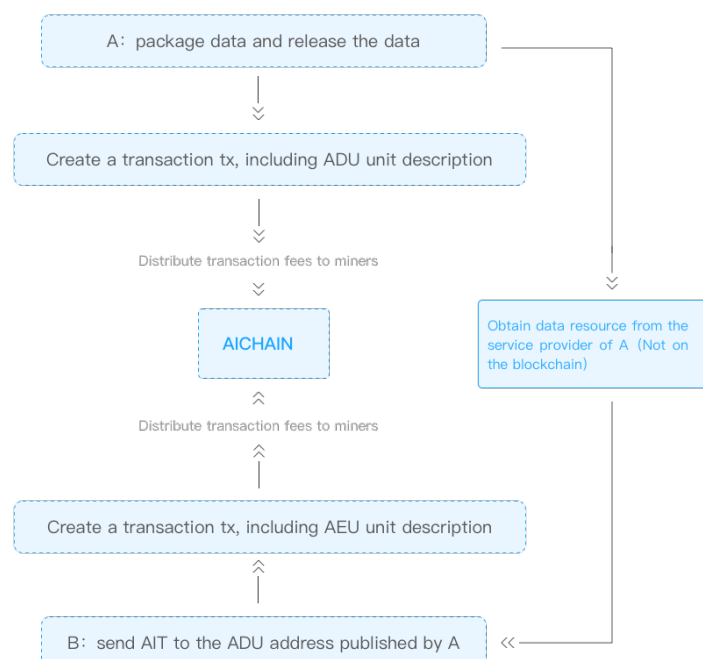 A：package data and release the data
Create a transaction tx, including ADU unit description
Distribute transaction fees to miners
AICHAIN
Obtain data resource from the
service provider of A（Not on
the blockchain）
Distribute transaction fees to miners
Create a transaction tx, including AEU unit description
B：send AIT to the ADU address published by A